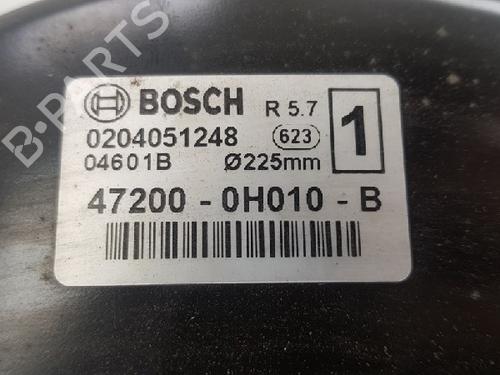 B-PARTS
BOSCH R 5.7
0204051248 623 1
04601B Ø225mm
47200 - 0H010 - B